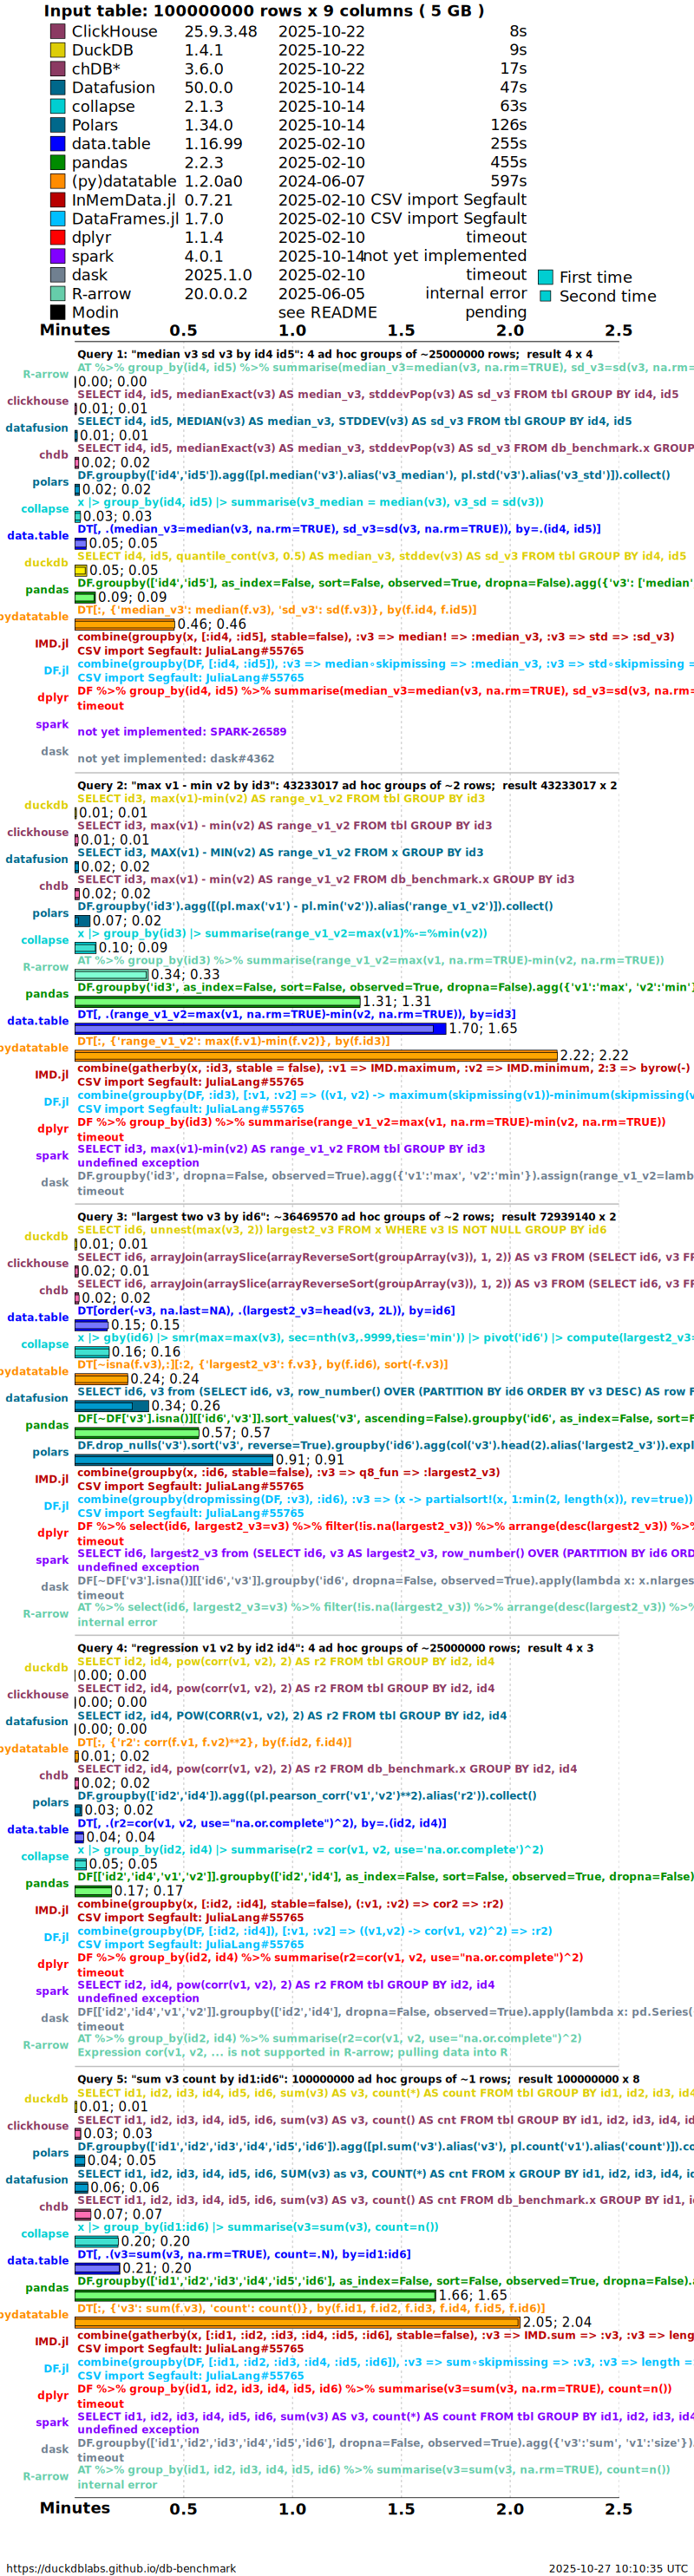 Input table: 100000000 rows x 9 columns ( 5 GB )
ClickHouse 25.9.3.48 2025-10-22 8s
DuckDB 1.4.1 2025-10-22 9s
chDB* 3.6.0 2025-10-22 17s
Datafusion 50.0.0 2025-10-14 47s
collapse 2.1.3 2025-10-14 63s
Polars 1.34.0 2025-10-14 126s
data.table 1.16.99 2025-02-10 255s
pandas 2.2.3 2025-02-10 455s
(py)datatable 1.2.0a0 2024-06-07 597s
InMemData.jl 0.7.21 2025-02-10 CSV import Segfault
DataFrames.jl 1.7.0 2025-02-10 CSV import Segfault
dplyr 1.1.4 2025-02-10 timeout
spark 4.0.1 2025-10-14 not yet implemented
dask 2025.1.0 2025-02-10 timeout
First time
R-arrow 20.0.0.2 2025-06-05 internal error
Second time
Modin see README pending
Minutes 0.5 1.0 1.5 2.0 2.5
Query 1: "median v3 sd v3 by id4 id5": 4 ad hoc groups of ~25000000 rows; result 4 x 4
R-arrow AT %>% group_by(id4, id5) %>% summarise(median_v3=median(v3, na.rm=TRUE), sd_v3=sd(v3, na.rm=
0.00; 0.00
clickhouse SELECT id4, id5, medianExact(v3) AS median_v3, stddevPop(v3) AS sd_v3 FROM tbl GROUP BY id4, id5
0.01; 0.01
datafusion SELECT id4, id5, MEDIAN(v3) AS median_v3, STDDEV(v3) AS sd_v3 FROM tbl GROUP BY id4, id5
0.01; 0.01
chdb SELECT id4, id5, medianExact(v3) AS median_v3, stddevPop(v3) AS sd_v3 FROM db_benchmark.x GROUP
0.02; 0.02
polars DF.groupby(['id4','id5']).agg([pl.median('v3').alias('v3_median'), pl.std('v3').alias('v3_std')]).collect()
0.02; 0.02
collapse x |> group_by(id4, id5) |> summarise(v3_median = median(v3), v3_sd = sd(v3))
0.03; 0.03
data.table DT[, .(median_v3=median(v3, na.rm=TRUE), sd_v3=sd(v3, na.rm=TRUE)), by=.(id4, id5)]
0.05; 0.05
duckdb SELECT id4, id5, quantile_cont(v3, 0.5) AS median_v3, stddev(v3) AS sd_v3 FROM tbl GROUP BY id4, id5
0.05; 0.05
pandas DF.groupby(['id4','id5'], as_index=False, sort=False, observed=True, dropna=False).agg({'v3': ['median'
0.09; 0.09
pydatatable DT[:, {'median_v3': median(f.v3), 'sd_v3': sd(f.v3)}, by(f.id4, f.id5)]
0.46; 0.46
IMD.jl combine(groupby(x, [:id4, :id5], stable=false), :v3 => median! => :median_v3, :v3 => std => :sd_v3)
CSV import Segfault: JuliaLang#55765
DF.jl combine(groupby(DF, [:id4, :id5]), :v3 => median∘skipmissing => :median_v3, :v3 => std∘skipmissing =
CSV import Segfault: JuliaLang#55765
dplyr DF %>% group_by(id4, id5) %>% summarise(median_v3=median(v3, na.rm=TRUE), sd_v3=sd(v3, na.rm=
timeout
spark not yet implemented: SPARK-26589
dask not yet implemented: dask#4362
Query 2: "max v1 - min v2 by id3": 43233017 ad hoc groups of ~2 rows; result 43233017 x 2
duckdb SELECT id3, max(v1)-min(v2) AS range_v1_v2 FROM tbl GROUP BY id3
0.01; 0.01
clickhouse SELECT id3, max(v1) - min(v2) AS range_v1_v2 FROM tbl GROUP BY id3
0.01; 0.01
datafusion SELECT id3, MAX(v1) - MIN(v2) AS range_v1_v2 FROM x GROUP BY id3
0.02; 0.02
chdb SELECT id3, max(v1) - min(v2) AS range_v1_v2 FROM db_benchmark.x GROUP BY id3
0.02; 0.02
polars DF.groupby('id3').agg([(pl.max('v1') - pl.min('v2')).alias('range_v1_v2')]).collect()
0.07; 0.02
collapse x |> group_by(id3) |> summarise(range_v1_v2=max(v1)%-=%min(v2))
0.10; 0.09
R-arrow AT %>% group_by(id3) %>% summarise(range_v1_v2=max(v1, na.rm=TRUE)-min(v2, na.rm=TRUE))
0.34; 0.33
pandas DF.groupby('id3', as_index=False, sort=False, observed=True, dropna=False).agg({'v1':'max', 'v2':'min'}
1.31; 1.31
data.table DT[, .(range_v1_v2=max(v1, na.rm=TRUE)-min(v2, na.rm=TRUE)), by=id3]
1.70; 1.65
pydatatable DT[:, {'range_v1_v2': max(f.v1)-min(f.v2)}, by(f.id3)]
2.22; 2.22
IMD.jl combine(gatherby(x, :id3, stable = false), :v1 => IMD.maximum, :v2 => IMD.minimum, 2:3 => byrow(-)
CSV import Segfault: JuliaLang#55765
DF.jl combine(groupby(DF, :id3), [:v1, :v2] => ((v1, v2) -> maximum(skipmissing(v1))-minimum(skipmissing(v
CSV import Segfault: JuliaLang#55765
dplyr DF %>% group_by(id3) %>% summarise(range_v1_v2=max(v1, na.rm=TRUE)-min(v2, na.rm=TRUE))
timeout
spark SELECT id3, max(v1)-min(v2) AS range_v1_v2 FROM tbl GROUP BY id3
undefined exception
dask DF.groupby('id3', dropna=False, observed=True).agg({'v1':'max', 'v2':'min'}).assign(range_v1_v2=lamb
timeout
Query 3: "largest two v3 by id6": ~36469570 ad hoc groups of ~2 rows; result 72939140 x 2
duckdb SELECT id6, unnest(max(v3, 2)) largest2_v3 FROM x WHERE v3 IS NOT NULL GROUP BY id6
0.01; 0.01
clickhouse SELECT id6, arrayJoin(arraySlice(arrayReverseSort(groupArray(v3)), 1, 2)) AS v3 FROM (SELECT id6, v3 FR
0.02; 0.01
chdb SELECT id6, arrayJoin(arraySlice(arrayReverseSort(groupArray(v3)), 1, 2)) AS v3 FROM (SELECT id6, v3 FR
0.02; 0.02
data.table DT[order(-v3, na.last=NA), .(largest2_v3=head(v3, 2L)), by=id6]
0.15; 0.15
collapse x |> gby(id6) |> smr(max=max(v3), sec=nth(v3,.9999,ties='min')) |> pivot('id6') |> compute(largest2_v3=
0.16; 0.16
pydatatable DT[~isna(f.v3),:][:2, {'largest2_v3': f.v3}, by(f.id6), sort(-f.v3)]
0.24; 0.24
datafusion SELECT id6, v3 from (SELECT id6, v3, row_number() OVER (PARTITION BY id6 ORDER BY v3 DESC) AS row F
0.34; 0.26
pandas DF[~DF['v3'].isna()][['id6','v3']].sort_values('v3', ascending=False).groupby('id6', as_index=False, sort=F
0.57; 0.57
polars DF.drop_nulls('v3').sort('v3', reverse=True).groupby('id6').agg(col('v3').head(2).alias('largest2_v3')).expl
0.91; 0.91
IMD.jl combine(groupby(x, :id6, stable=false), :v3 => q8_fun => :largest2_v3)
CSV import Segfault: JuliaLang#55765
DF.jl combine(groupby(dropmissing(DF, :v3), :id6), :v3 => (x -> partialsort!(x, 1:min(2, length(x)), rev=true))
CSV import Segfault: JuliaLang#55765
dplyr DF %>% select(id6, largest2_v3=v3) %>% filter(!is.na(largest2_v3)) %>% arrange(desc(largest2_v3)) %>%
timeout
spark SELECT id6, largest2_v3 from (SELECT id6, v3 AS largest2_v3, row_number() OVER (PARTITION BY id6 ORD
undefined exception
dask DF[~DF['v3'].isna()][['id6','v3']].groupby('id6', dropna=False, observed=True).apply(lambda x: x.nlarges
timeout
R-arrow AT %>% select(id6, largest2_v3=v3) %>% filter(!is.na(largest2_v3)) %>% arrange(desc(largest2_v3)) %>%
internal error
Query 4: "regression v1 v2 by id2 id4": 4 ad hoc groups of ~25000000 rows; result 4 x 3
duckdb SELECT id2, id4, pow(corr(v1, v2), 2) AS r2 FROM tbl GROUP BY id2, id4
0.00; 0.00
clickhouse SELECT id2, id4, pow(corr(v1, v2), 2) AS r2 FROM tbl GROUP BY id2, id4
0.00; 0.00
datafusion SELECT id2, id4, POW(CORR(v1, v2), 2) AS r2 FROM tbl GROUP BY id2, id4
0.00; 0.00
pydatatable DT[:, {'r2': corr(f.v1, f.v2)**2}, by(f.id2, f.id4)]
0.01; 0.02
chdb SELECT id2, id4, pow(corr(v1, v2), 2) AS r2 FROM db_benchmark.x GROUP BY id2, id4
0.02; 0.02
polars DF.groupby(['id2','id4']).agg((pl.pearson_corr('v1','v2')**2).alias('r2')).collect()
0.03; 0.02
data.table DT[, .(r2=cor(v1, v2, use="na.or.complete")^2), by=.(id2, id4)]
0.04; 0.04
collapse x |> group_by(id2, id4) |> summarise(r2 = cor(v1, v2, use='na.or.complete')^2)
0.05; 0.05
pandas DF[['id2','id4','v1','v2']].groupby(['id2','id4'], as_index=False, sort=False, observed=True, dropna=False)
0.17; 0.17
IMD.jl combine(groupby(x, [:id2, :id4], stable=false), (:v1, :v2) => cor2 => :r2)
CSV import Segfault: JuliaLang#55765
DF.jl combine(groupby(DF, [:id2, :id4]), [:v1, :v2] => ((v1,v2) -> cor(v1, v2)^2) => :r2)
CSV import Segfault: JuliaLang#55765
dplyr DF %>% group_by(id2, id4) %>% summarise(r2=cor(v1, v2, use="na.or.complete")^2)
timeout
spark SELECT id2, id4, pow(corr(v1, v2), 2) AS r2 FROM tbl GROUP BY id2, id4
undefined exception
dask DF[['id2','id4','v1','v2']].groupby(['id2','id4'], dropna=False, observed=True).apply(lambda x: pd.Series(
timeout
R-arrow AT %>% group_by(id2, id4) %>% summarise(r2=cor(v1, v2, use="na.or.complete")^2)
Expression cor(v1, v2, ... is not supported in R-arrow; pulling data into R
Query 5: "sum v3 count by id1:id6": 100000000 ad hoc groups of ~1 rows; result 100000000 x 8
duckdb SELECT id1, id2, id3, id4, id5, id6, sum(v3) AS v3, count(*) AS count FROM tbl GROUP BY id1, id2, id3, id4
0.01; 0.01
clickhouse SELECT id1, id2, id3, id4, id5, id6, sum(v3) AS v3, count() AS cnt FROM tbl GROUP BY id1, id2, id3, id4, id
0.03; 0.03
polars DF.groupby(['id1','id2','id3','id4','id5','id6']).agg([pl.sum('v3').alias('v3'), pl.count('v1').alias('count')]).co
0.04; 0.05
datafusion SELECT id1, id2, id3, id4, id5, id6, SUM(v3) as v3, COUNT(*) AS cnt FROM x GROUP BY id1, id2, id3, id4, id
0.06; 0.06
chdb SELECT id1, id2, id3, id4, id5, id6, sum(v3) AS v3, count() AS cnt FROM db_benchmark.x GROUP BY id1, i
0.07; 0.07
collapse x |> group_by(id1:id6) |> summarise(v3=sum(v3), count=n())
0.20; 0.20
data.table DT[, .(v3=sum(v3, na.rm=TRUE), count=.N), by=id1:id6]
0.21; 0.20
pandas DF.groupby(['id1','id2','id3','id4','id5','id6'], as_index=False, sort=False, observed=True, dropna=False).a
1.66; 1.65
pydatatable DT[:, {'v3': sum(f.v3), 'count': count()}, by(f.id1, f.id2, f.id3, f.id4, f.id5, f.id6)]
2.05; 2.04
IMD.jl combine(gatherby(x, [:id1, :id2, :id3, :id4, :id5, :id6], stable=false), :v3 => IMD.sum => :v3, :v3 => leng
CSV import Segfault: JuliaLang#55765
DF.jl combine(groupby(DF, [:id1, :id2, :id3, :id4, :id5, :id6]), :v3 => sum∘skipmissing => :v3, :v3 => length =
CSV import Segfault: JuliaLang#55765
dplyr DF %>% group_by(id1, id2, id3, id4, id5, id6) %>% summarise(v3=sum(v3, na.rm=TRUE), count=n())
timeout
spark SELECT id1, id2, id3, id4, id5, id6, sum(v3) AS v3, count(*) AS count FROM tbl GROUP BY id1, id2, id3, id4
undefined exception
dask DF.groupby(['id1','id2','id3','id4','id5','id6'], dropna=False, observed=True).agg({'v3':'sum', 'v1':'size'})
timeout
R-arrow AT %>% group_by(id1, id2, id3, id4, id5, id6) %>% summarise(v3=sum(v3, na.rm=TRUE), count=n())
internal error
Minutes 0.5 1.0 1.5 2.0 2.5
https://duckdblabs.github.io/db-benchmark 2025-10-27 10:10:35 UTC